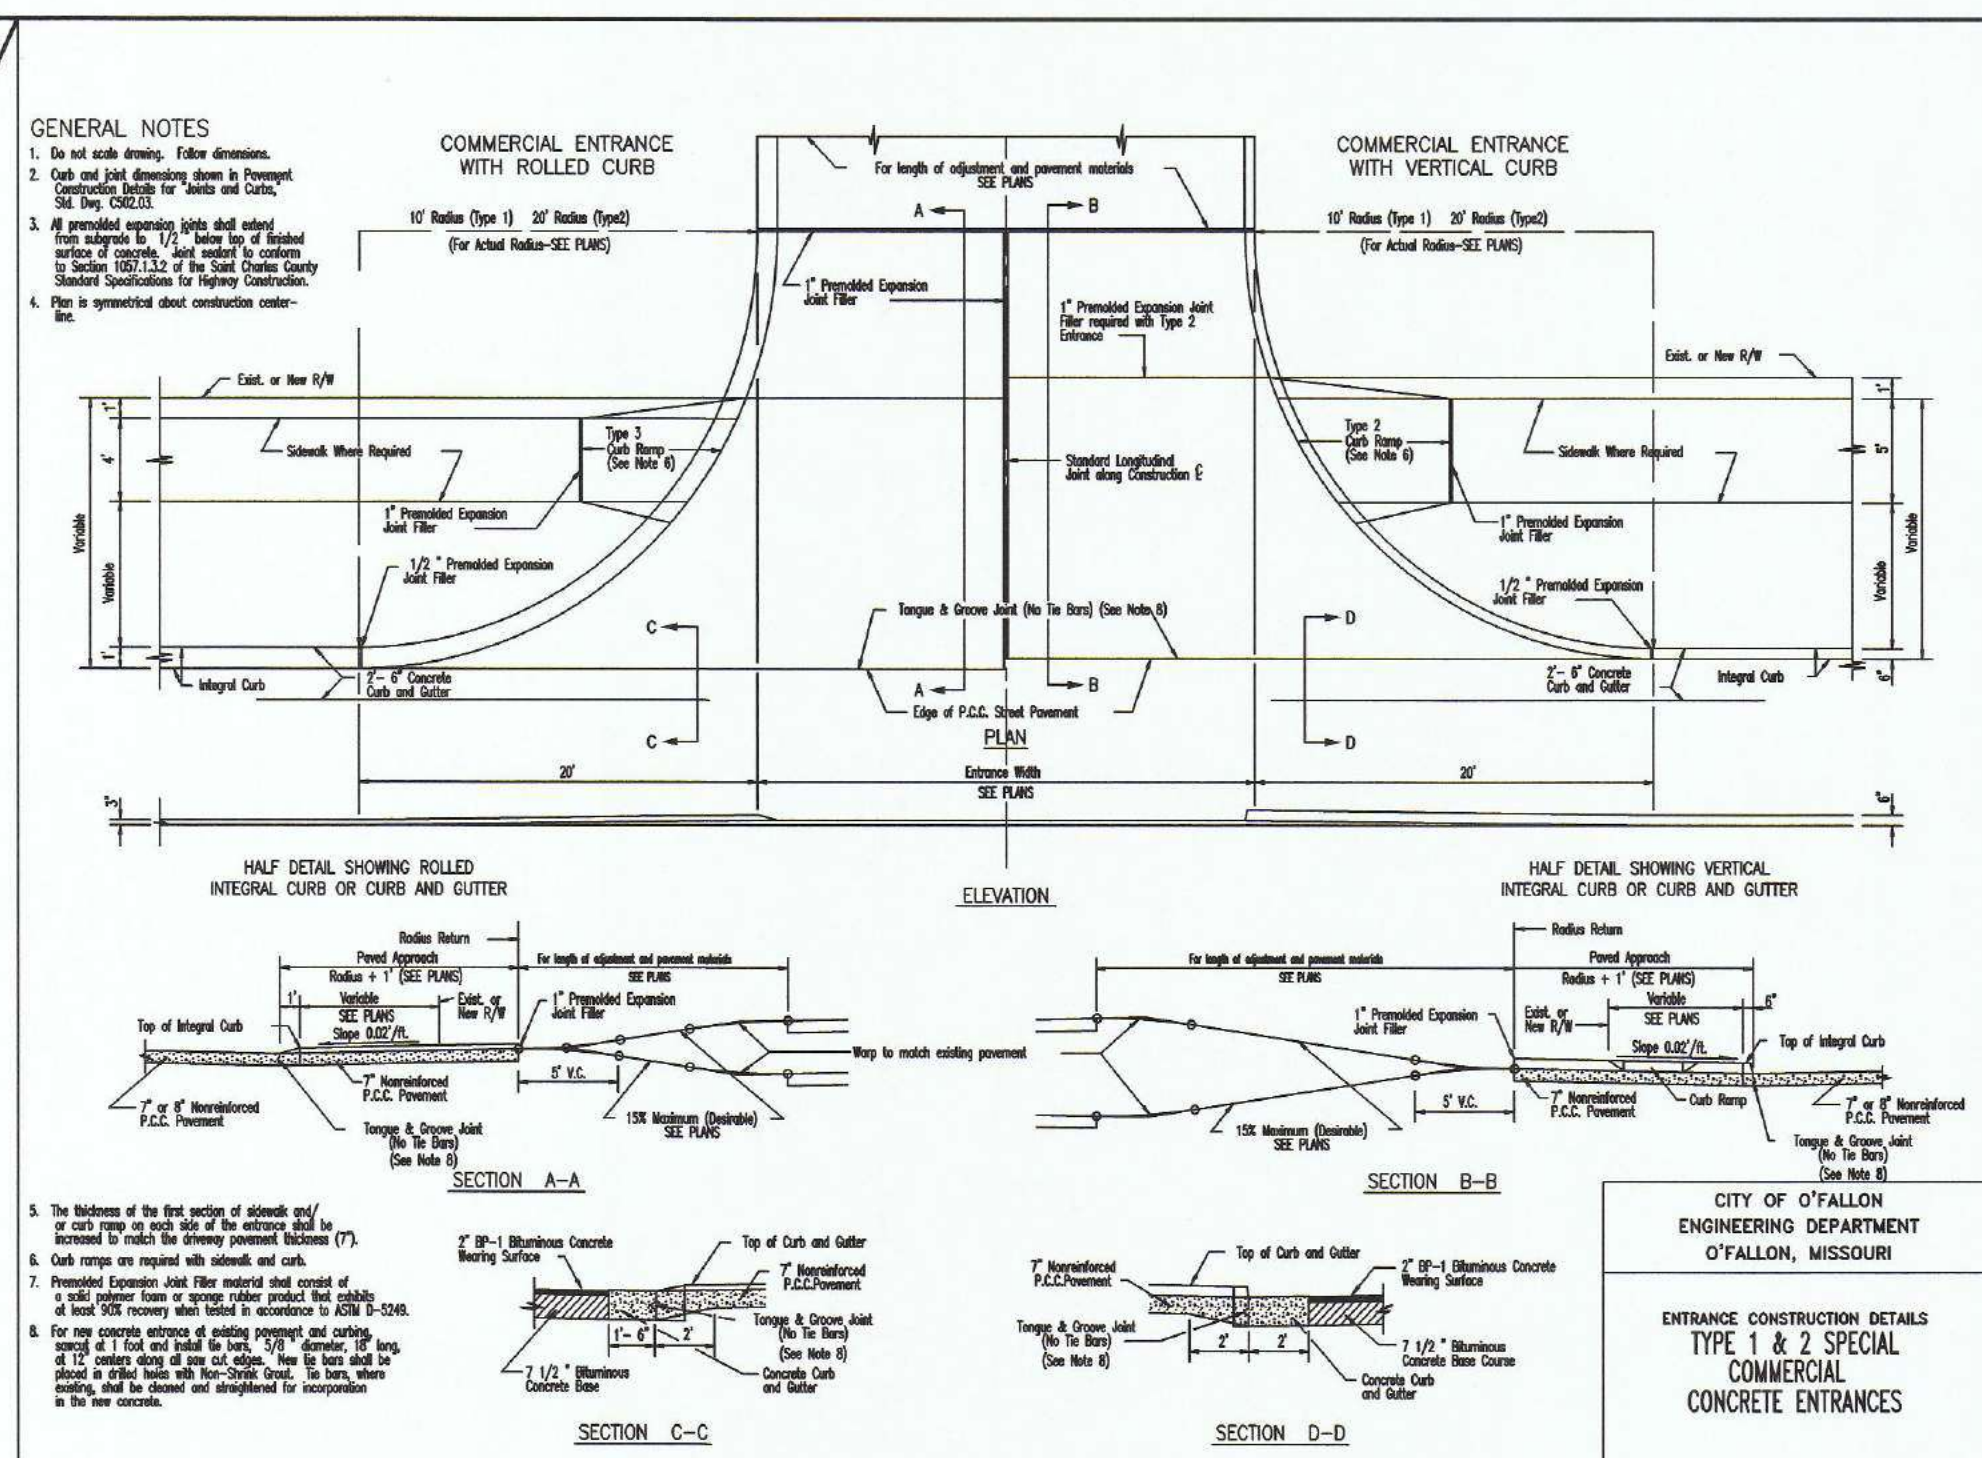 GENERAL NOTES
1. Do not scale drawing. Follow dimensions.
2. Curb and joint dimensions shown in Pavement
Construction Details for "Joints and Curbs,"
Std. Dwg. C502.03.
3. All premolded expansion joints shall extend
from subgrade to 1/2" below top of finished
surface of concrete. Joint sealant to conform
to Section 1057.1.3.2 of the Saint Charles County
Standard Specifications for Highway Construction.
4. Plan is symmetrical about construction center-
line.
COMMERCIAL ENTRANCE
WITH ROLLED CURB
10' Radius (Type 1) 20' Radius (Type2)
(For Actual Radius-SEE PLANS)
For length of adjustment and pavement materials
SEE PLANS
A
B
COMMERCIAL ENTRANCE
WITH VERTICAL CURB
10' Radius (Type 1) 20' Radius (Type2)
(For Actual Radius-SEE PLANS)
1" Premolded Expansion
Joint Filler
1" Premolded Expansion Joint
Filler required with Type 2
Entrance
Exist. or New R/W
Exist. or New R/W
1'
4'
Variable
Variable
1'
Sidewalk Where Required
Type 3
Curb Ramp
(See Note 6)
1" Premolded Expansion
Joint Filler
1/2 " Premolded Expansion
Joint Filler
Standard Longitudinal
Joint along Construction ℄
Type 2
Curb Ramp
(See Note 6)
Sidewalk Where Required
1" Premolded Expansion
Joint Filler
1/2 " Premolded Expansion
Joint Filler
1'
5'
Variable
Variable
6"
Tongue & Groove Joint (No Tie Bars) (See Note 8)
C
D
Integral Curb
2'- 6" Concrete
Curb and Gutter
A
B
Edge of P.C.C. Street Pavement
2'- 6" Concrete
Curb and Gutter
Integral Curb
C
D
PLAN
20'
Entrance Width
SEE PLANS
20'
3"
6"
HALF DETAIL SHOWING ROLLED
INTEGRAL CURB OR CURB AND GUTTER
ELEVATION
HALF DETAIL SHOWING VERTICAL
INTEGRAL CURB OR CURB AND GUTTER
Radius Return
Paved Approach
Radius + 1' (SEE PLANS)
For length of adjustment and pavement materials
SEE PLANS
1'
Variable
SEE PLANS
Slope 0.02'/ft.
Exist. or
New R/W
1" Premolded Expansion
Joint Filler
Top of Integral Curb
5' V.C.
7" Nonreinforced
P.C.C. Pavement
7" or 8" Nonreinforced
P.C.C. Pavement
Tongue & Groove Joint
(No Tie Bars)
(See Note 8)
15% Maximum (Desirable)
SEE PLANS
Warp to match existing pavement
SECTION A-A
Radius Return
For length of adjustment and pavement materials
SEE PLANS
Paved Approach
Radius + 1' (SEE PLANS)
Variable
SEE PLANS
6"
1" Premolded Expansion
Joint Filler
Exist. or
New R/W
Slope 0.02'/ft.
Top of Integral Curb
5' V.C.
7" Nonreinforced
P.C.C. Pavement
Curb Ramp
7" or 8" Nonreinforced
P.C.C. Pavement
15% Maximum (Desirable)
SEE PLANS
Tongue & Groove Joint
(No Tie Bars)
(See Note 8)
SECTION B-B
5. The thickness of the first section of sidewalk and/
or curb ramp on each side of the entrance shall be
increased to match the driveway pavement thickness (7").
6. Curb ramps are required with sidewalk and curb.
7. Premolded Expansion Joint Filler material shall consist of
a solid polymer foam or sponge rubber product that exhibits
at least 90% recovery when tested in accordance to ASTM D-5249.
8. For new concrete entrance at existing pavement and curbing,
sawcut at 1 foot and install tie bars, 5/8 " diameter, 18" long,
at 12" centers along all saw cut edges. New tie bars shall be
placed in drilled holes with Non-Shrink Grout. Tie bars, where
existing, shall be cleaned and straightened for incorporation
in the new concrete.
2" BP-1 Bituminous Concrete
Wearing Surface
Top of Curb and Gutter
7" Nonreinforced
P.C.C.Pavement
1'- 6"
2'
Tongue & Groove Joint
(No Tie Bars)
(See Note 8)
7 1/2 " Bituminous
Concrete Base
Concrete Curb
and Gutter
SECTION C-C
7" Nonreinforced
P.C.C.Pavement
Top of Curb and Gutter
2" BP-1 Bituminous Concrete
Wearing Surface
Tongue & Groove Joint
(No Tie Bars)
(See Note 8)
2'
2'
7 1/2 " Bituminous
Concrete Base Course
Concrete Curb
and Gutter
SECTION D-D
CITY OF O'FALLON
ENGINEERING DEPARTMENT
O'FALLON, MISSOURI
ENTRANCE CONSTRUCTION DETAILS
TYPE 1 & 2 SPECIAL
COMMERCIAL
CONCRETE ENTRANCES